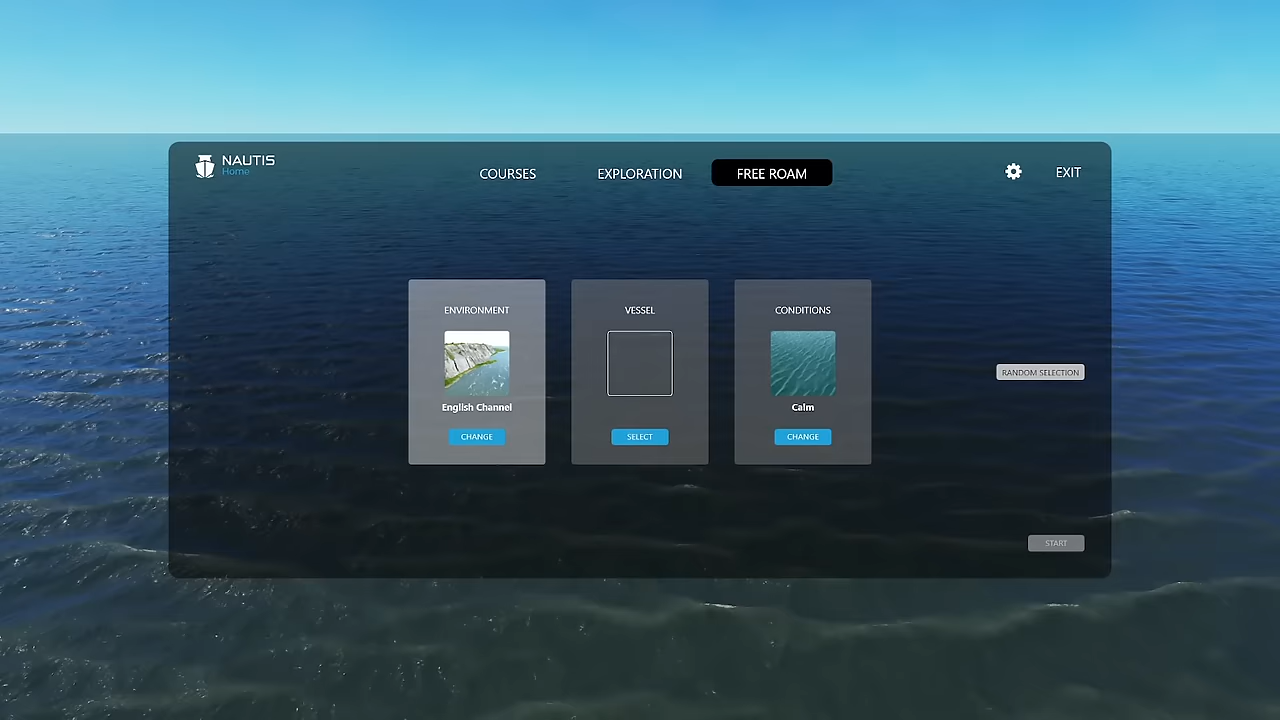 NAUTIS
Home
COURSES
EXPLORATION
FREE ROAM
EXIT
ENVIRONMENT
English Channel
CHANGE
VESSEL
SELECT
CONDITIONS
Calm
CHANGE
RANDOM SELECTION
START